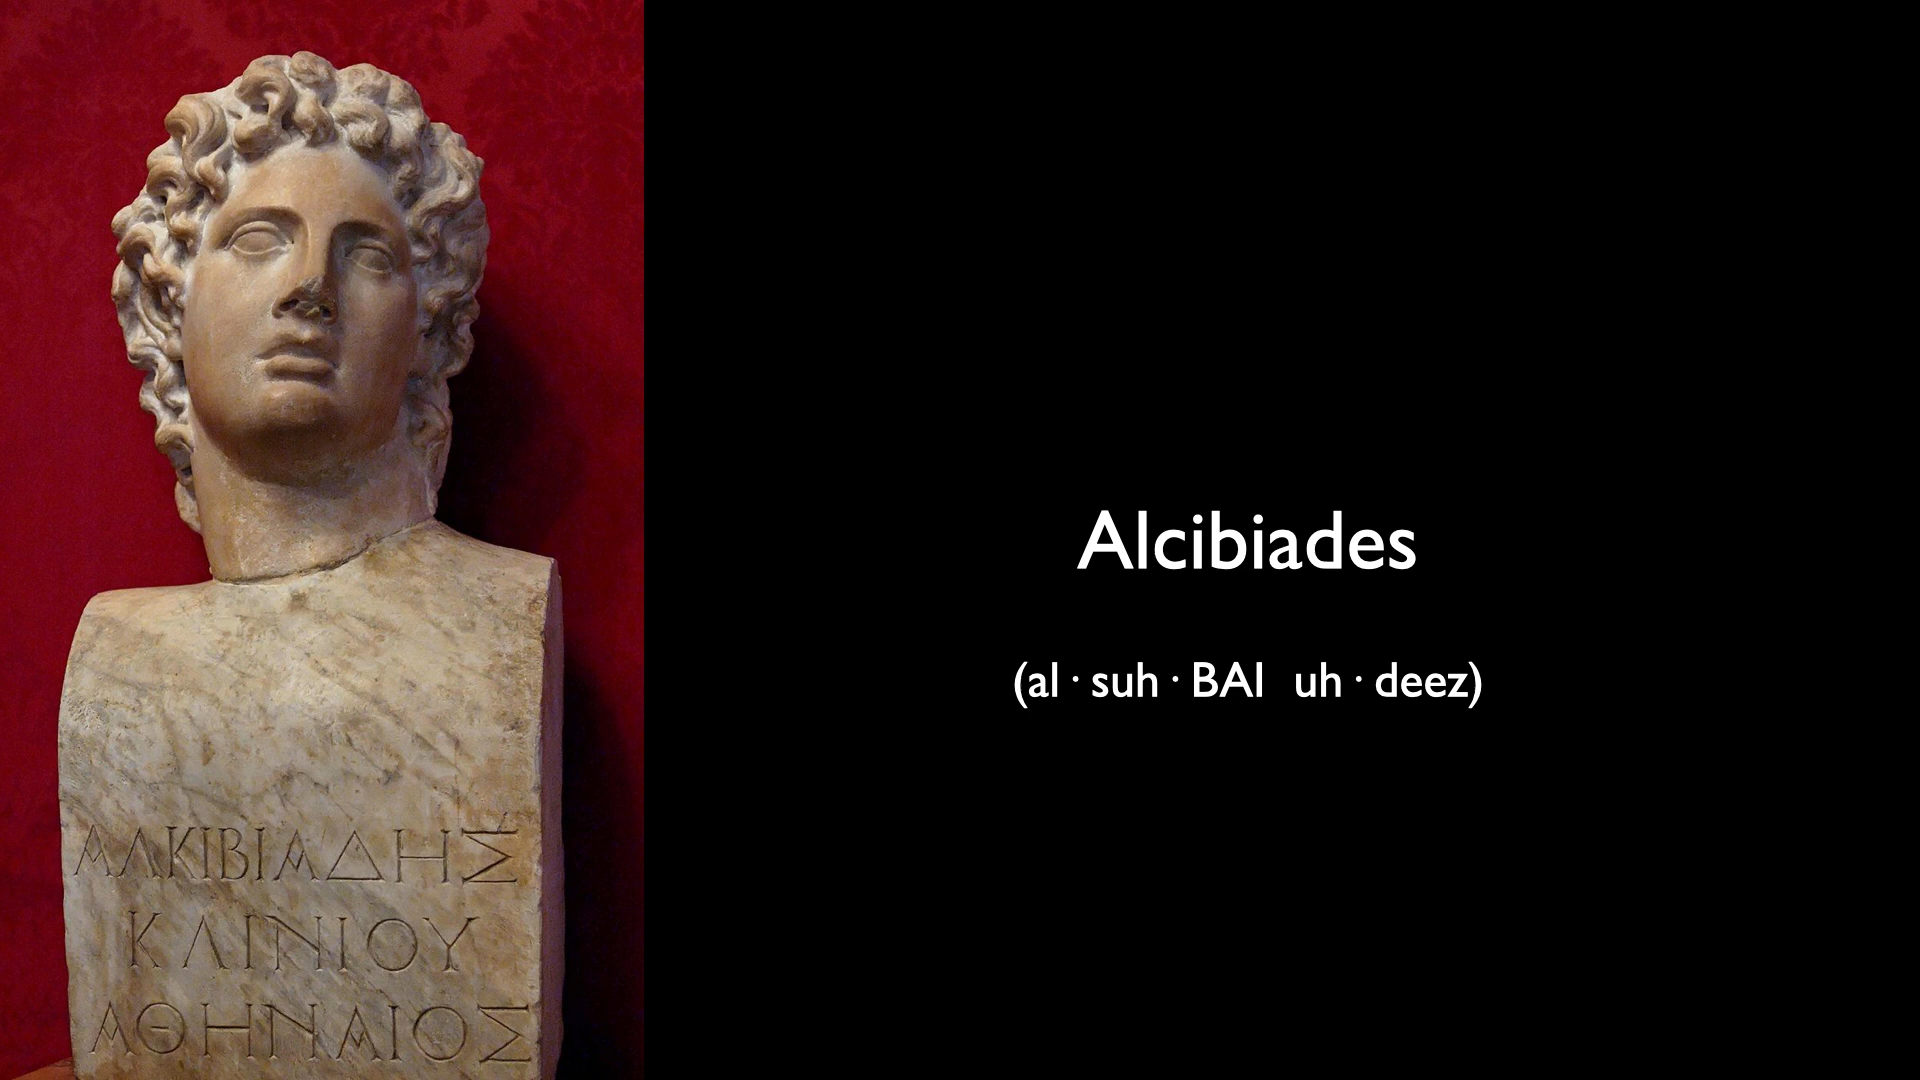 Alcibiades
(al · suh · BAI uh · deez)
ΑΛΚΙΒΙΑΔΗΣ
ΚΛΙΝΙΟΥ
ΑΘΗΝΑΙΟΣ